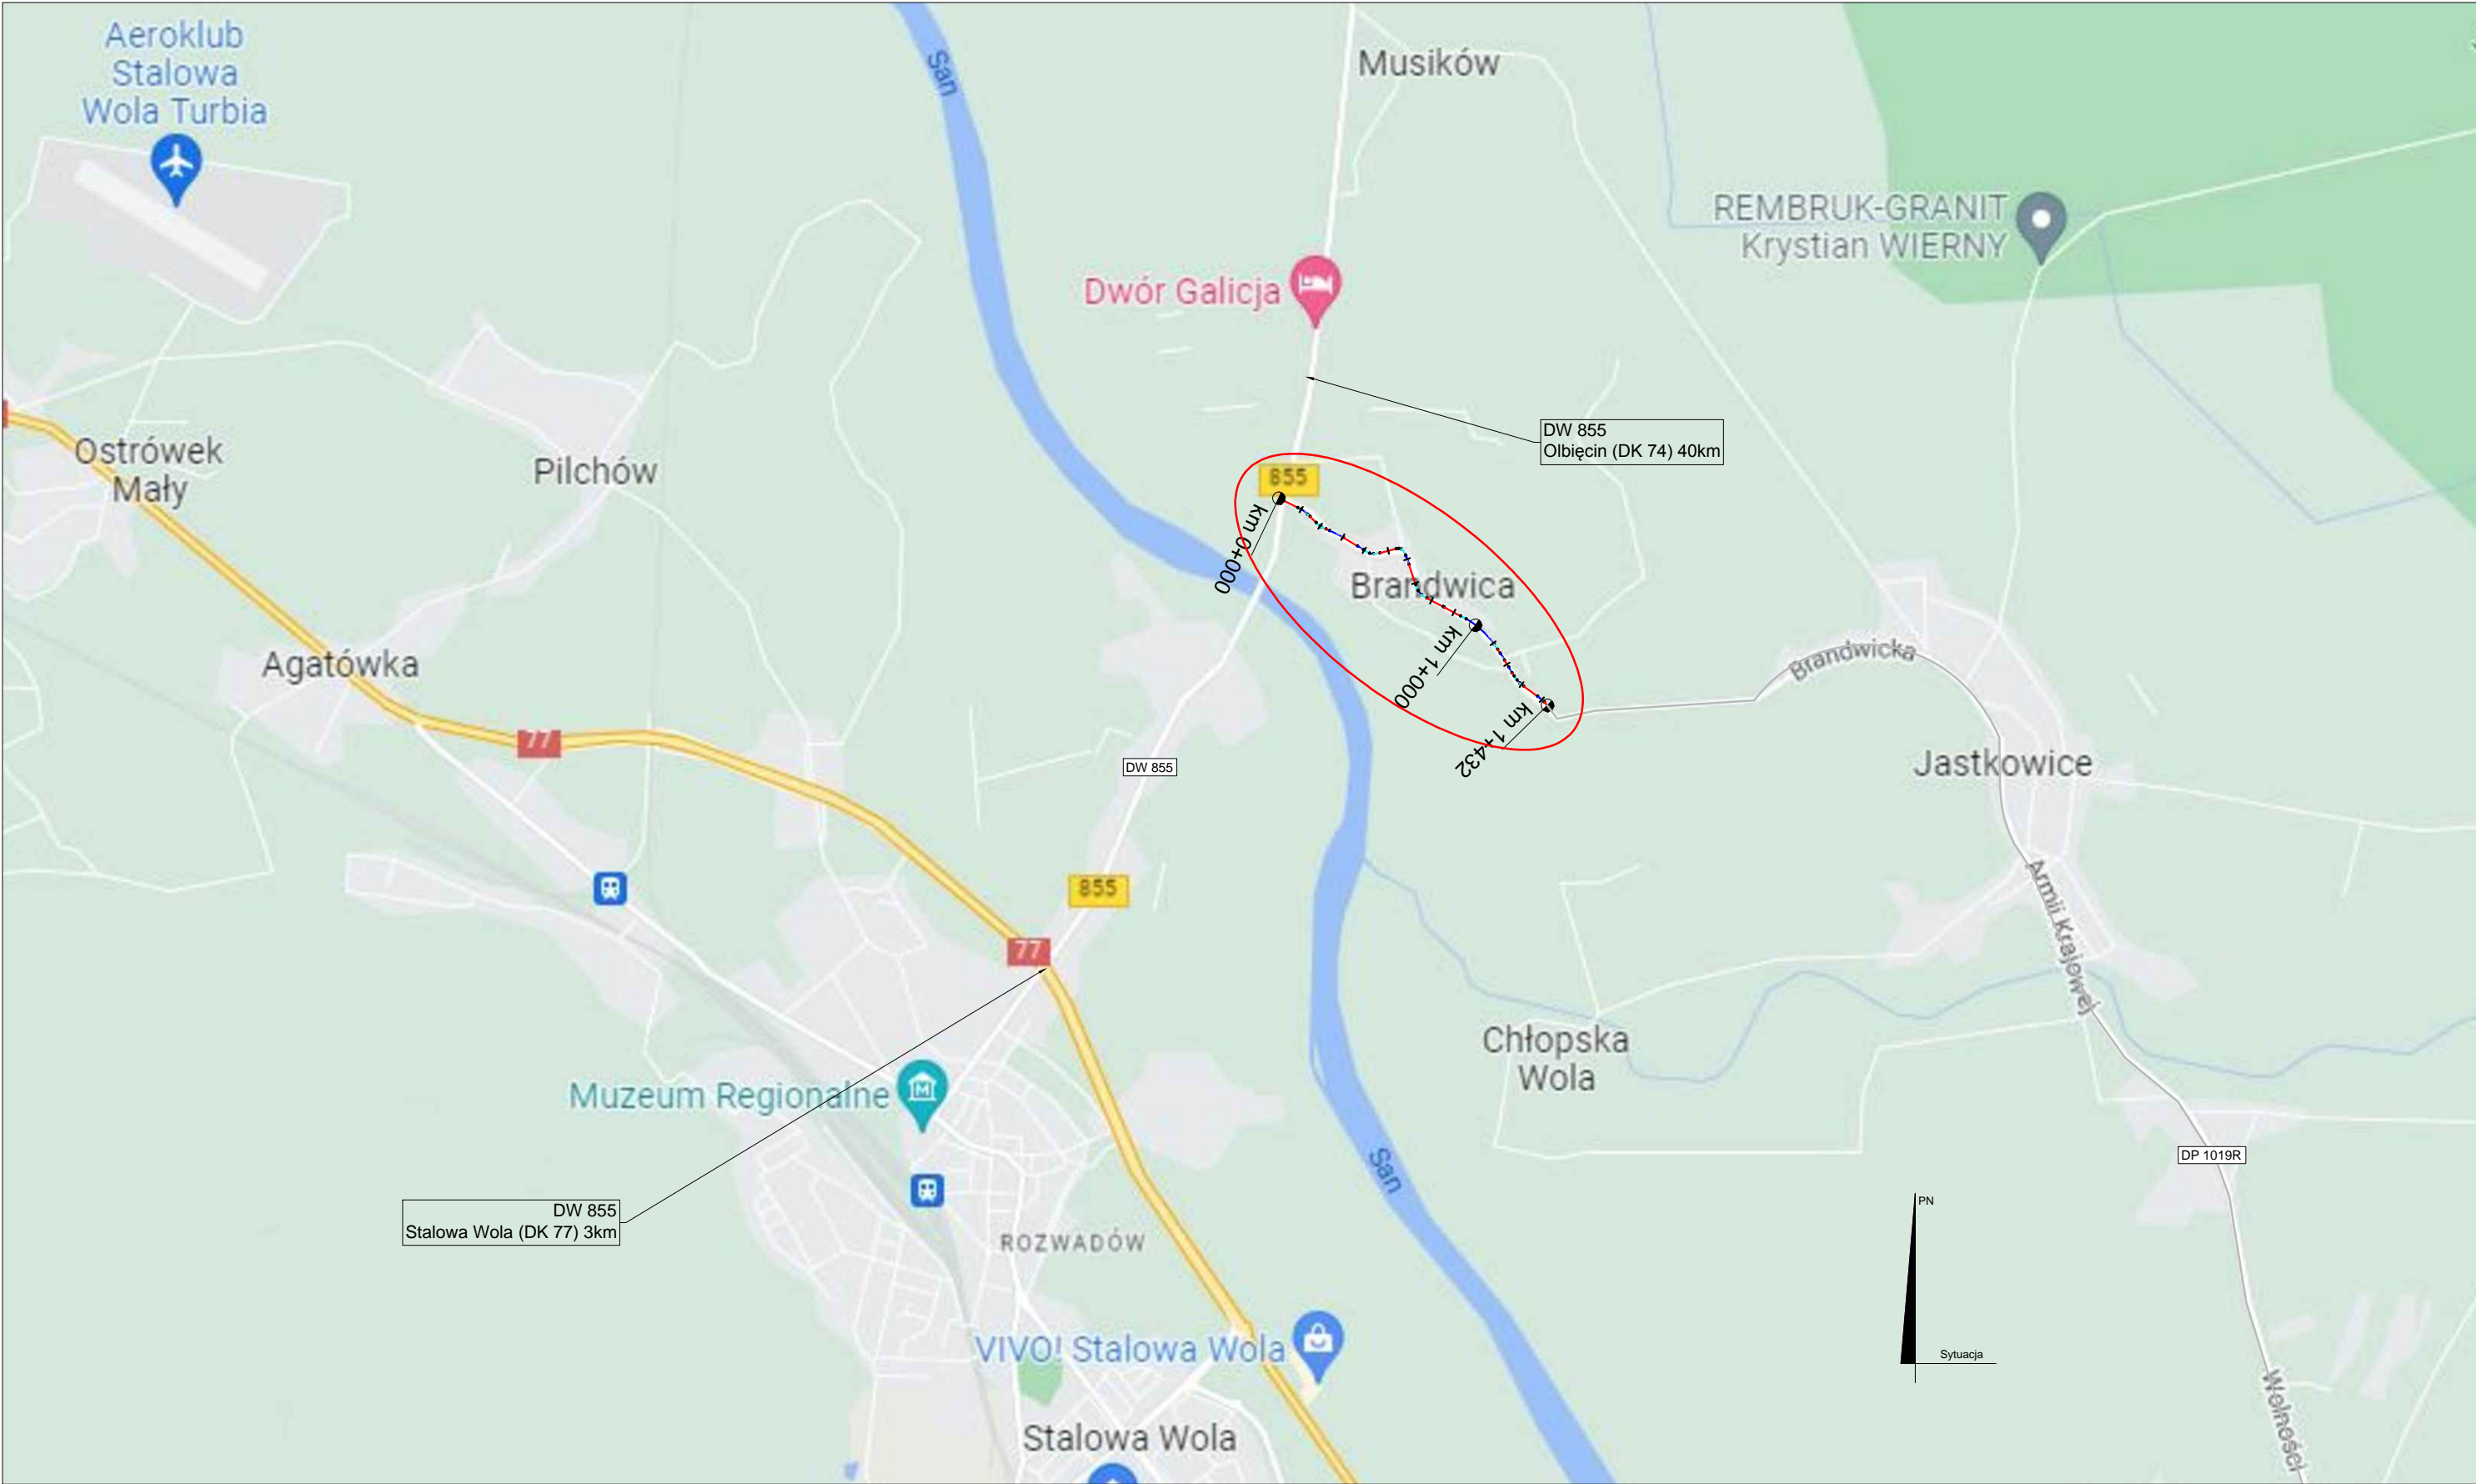 Aeroklub
Stalowa
Wola Turbia
San
Musików
REMBRUK-GRANIT
Krystian WIERNY
Dwór Galicja
DW 855
Olbięcin (DK 74) 40km
Ostrówek
Mały
Pilchów
855
km 0+000
Brandwica
km 1+000
km 1+432
Agatówka
Brandwicka
77
DW 855
Jastkowice
855
77
Armii Krajowej
Chłopska
Wola
Muzeum Regionalne
M
San
DP 1019R
DW 855
Stalowa Wola (DK 77) 3km
PN
ROZWADÓW
Sytuacja
VIVO! Stalowa Wola
Wolności
Stalowa Wola